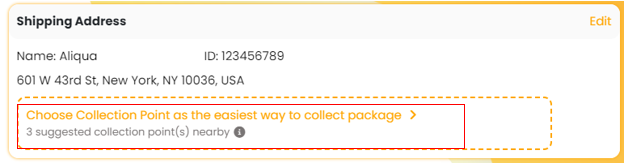 Shipping Address Edit
Name: Aliqua ID: 123456789
601 W 43rd St, New York, NY 10036, USA
Choose Collection Point as the easiest way to collect package >
3 suggested collection point(s) nearby